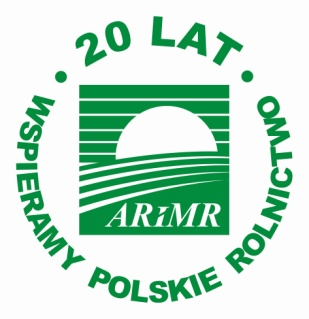 • 20 LAT •
WSPIERAMY POLSKIE ROLNICTWO
ARiMR